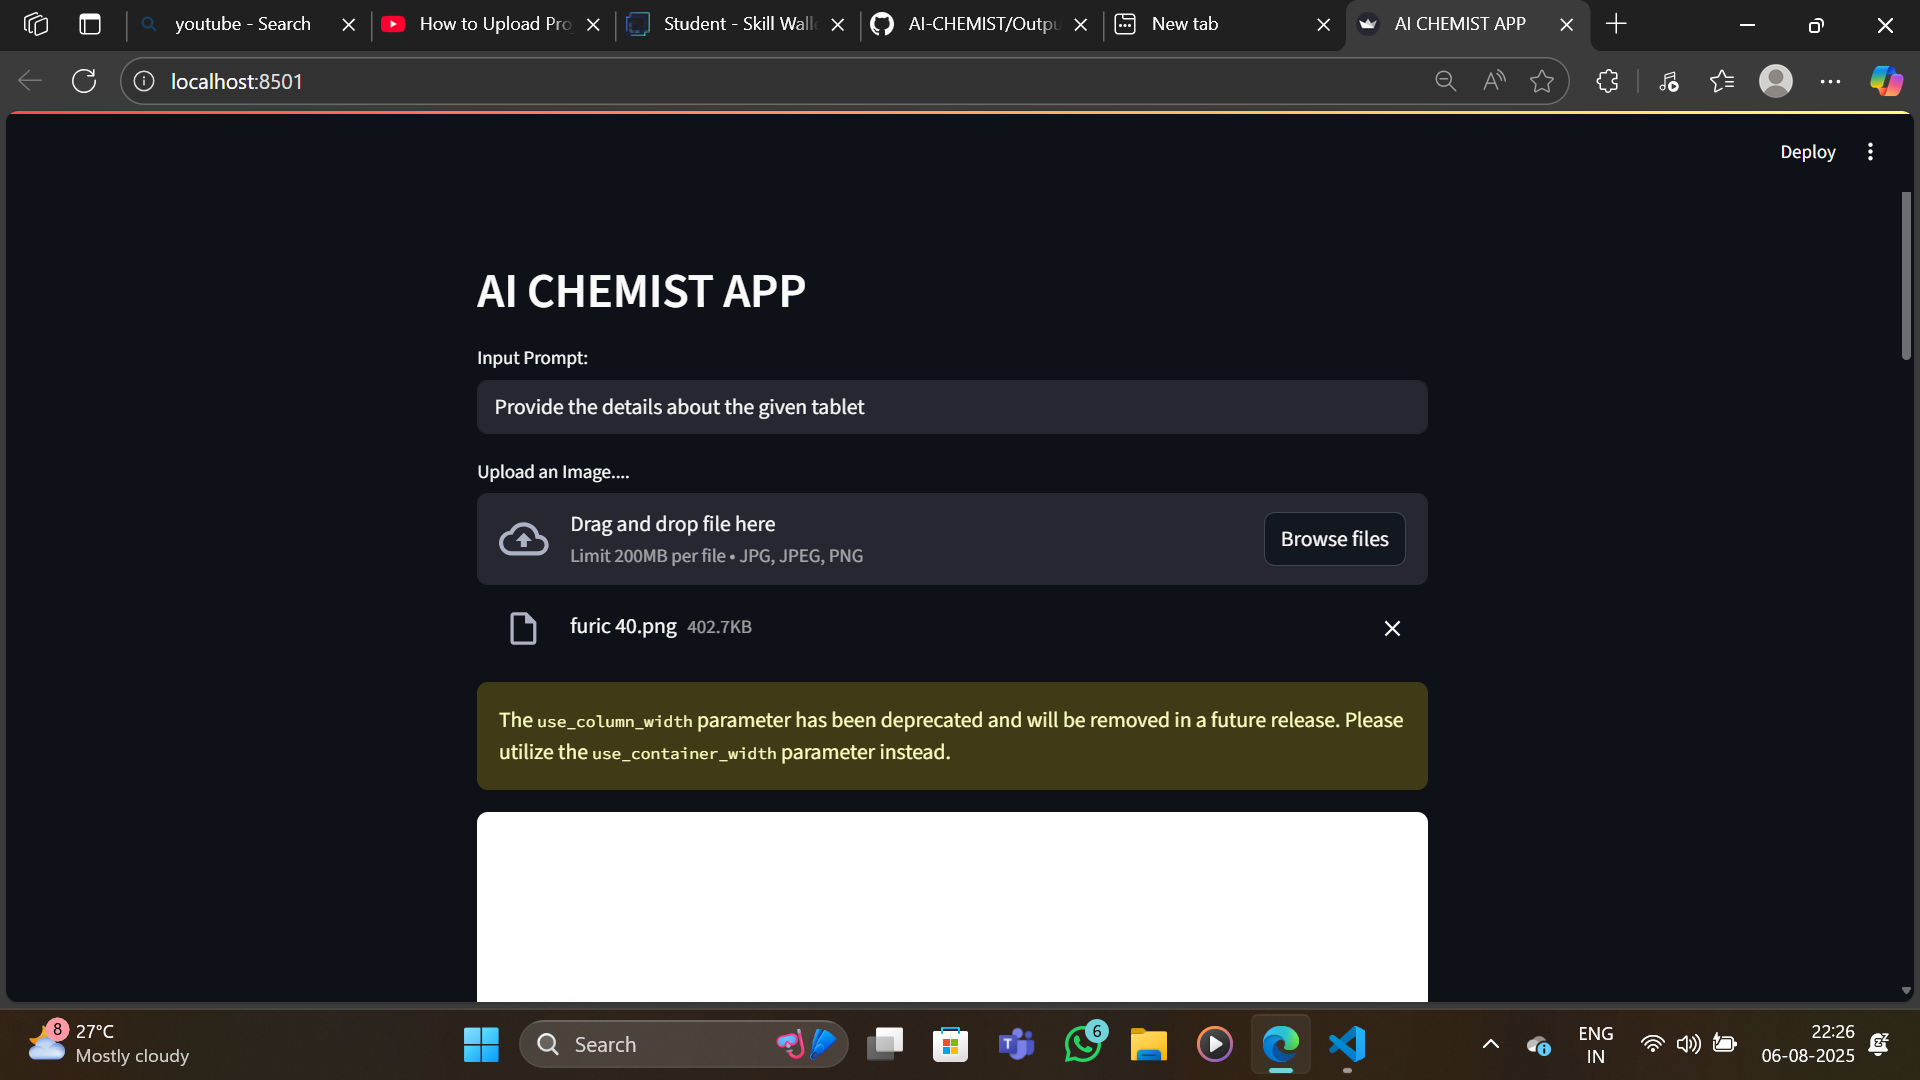 youtube - Search
How to Upload Pro
Student - Skill Walle
AI-CHEMIST/Outpu
New tab
AI CHEMIST APP
localhost:8501
Deploy
AI CHEMIST APP
Input Prompt:
Provide the details about the given tablet
Upload an Image....
Drag and drop file here
Limit 200MB per file • JPG, JPEG, PNG
Browse files
furic 40.png 402.7KB
The use_column_width parameter has been deprecated and will be removed in a future release. Please
utilize the use_container_width parameter instead.
8
27°C
Mostly cloudy
Search
6
ENG
IN
22:26
06-08-2025